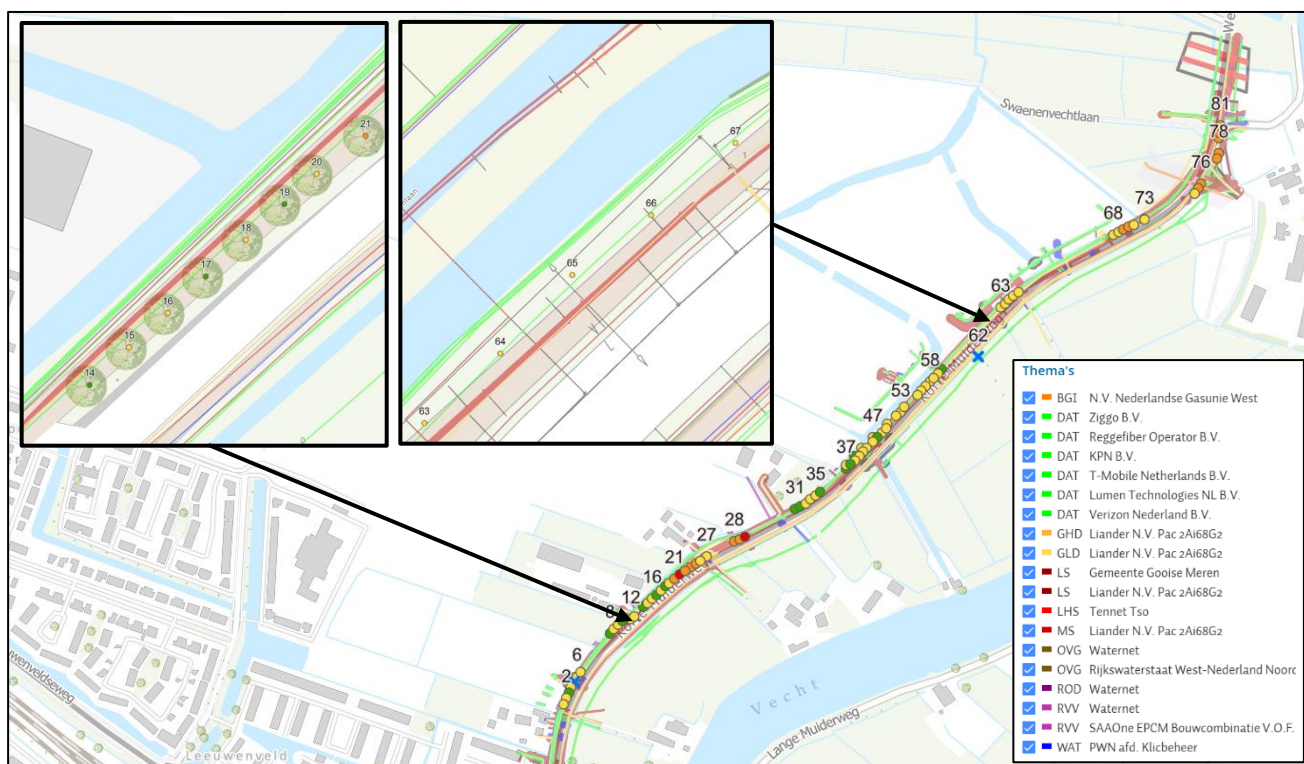 21
20
19
18
17
16
15
14
67
66
65
64
63
Swaenenvechtlaan
81
78
76
73
68
63
62
58
53
47
37
35
31
28
27
21
16
12
8
6
2
Korte Muiderweg
Vecht
Lange Muiderweg
Leeuwenveld
Thema's
BGI N.V. Nederlandse Gasunie West
DAT Ziggo B.V.
DAT Reggefiber Operator B.V.
DAT KPN B.V.
DAT T-Mobile Netherlands B.V.
DAT Lumen Technologies NL B.V.
DAT Verizon Nederland B.V.
GHD Liander N.V. Pac 2Ai68G2
GLD Liander N.V. Pac 2Ai68G2
LS Gemeente Gooise Meren
LS Liander N.V. Pac 2Ai68G2
LHS Tennet Tso
MS Liander N.V. Pac 2Ai68G2
OVG Waternet
OVG Rijkswaterstaat West-Nederland Noord
ROD Waternet
RVV Waternet
RVV SAAOne EPCM Bouwcombinatie V.O.F.
WAT PWN afd. Klicbeheer